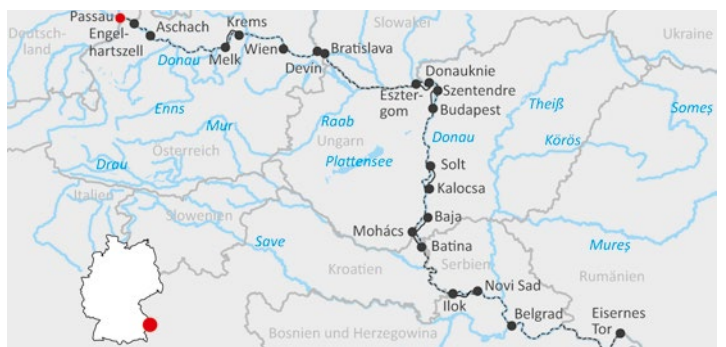 Passau
Deutsch-
land
Engel-
hartszell
Aschach
Krems
Donau
Melk
Wien
Devin
Bratislava
Slowakei
Ukraine
Donauknie
Eszter-
gom
Szentendre
Budapest
Enns
Mur
Raab
Theiß
Someș
Donau
Körös
Ungarn
Plattensee
Österreich
Drau
Solt
Kalocsa
Italien
Slowenien
Baja
Mohács
Batina
Save
Mureș
Kroatien
Serbien
Rumänien
Novi Sad
Ilok
Belgrad
Eisernes
Tor
Bosnien und Herzegowina